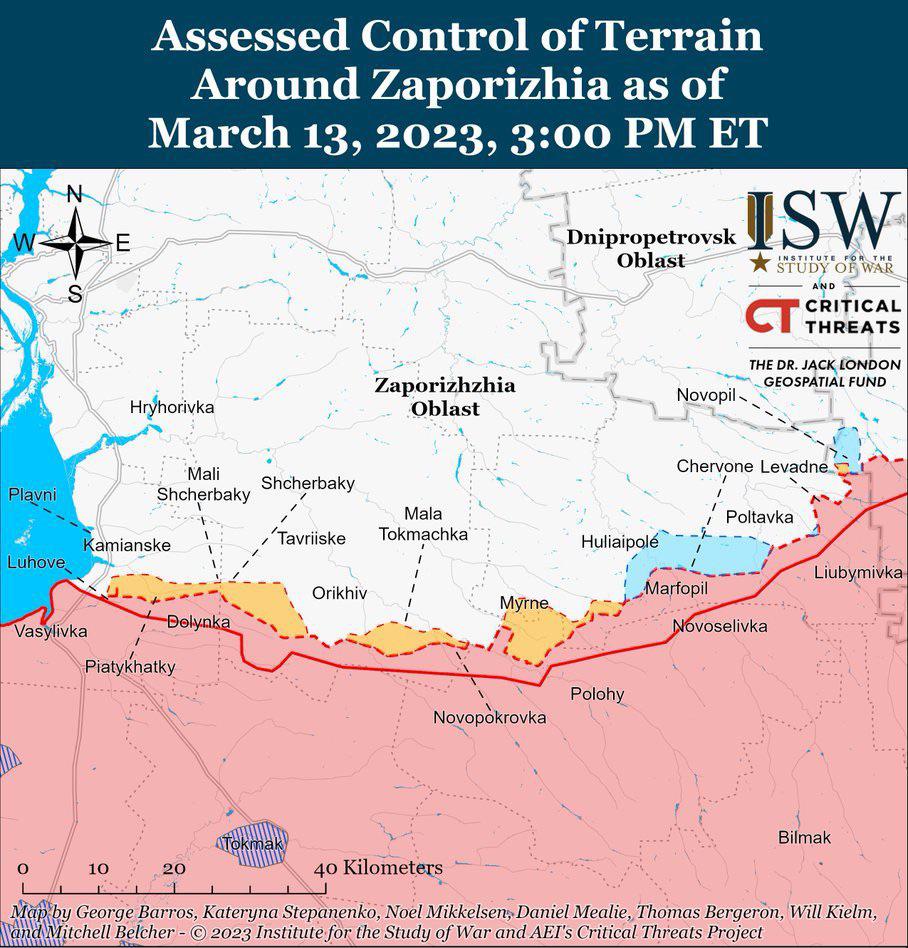 Assessed Control of Terrain
Around Zaporizhia as of
March 13, 2023, 3:00 PM ET
N
W E
S
Dnipropetrovsk
Oblast
ISW
INSTITUTE FOR THE
STUDY OF WAR
AND
CT CRITICAL
THREATS
THE DR. JACK LONDON
GEOSPATIAL FUND
Zaporizhzhia
Oblast
Novopil
Hryhorivka
Mali
Shcherbaky
Shcherbaky
Chervone
Levadne
Plavni
Mala
Tokmachka
Poltavka
Kamianske
Tavriiske
Huliaipole
Luhove
Orikhiv
Myrne
Marfopil
Liubymivka
Vasylivka
Dolynka
Novoselivka
Piatykhatky
Polohy
Novopokrovka
Tokmak
Bilmak
0 10 20 40 Kilometers
Map by George Barros, Kateryna Stepanenko, Noel Mikkelsen, Daniel Mealie, Thomas Bergeron, Will Kielm,
and Mitchell Belcher - © 2023 Institute for the Study of War and AEI's Critical Threats Project